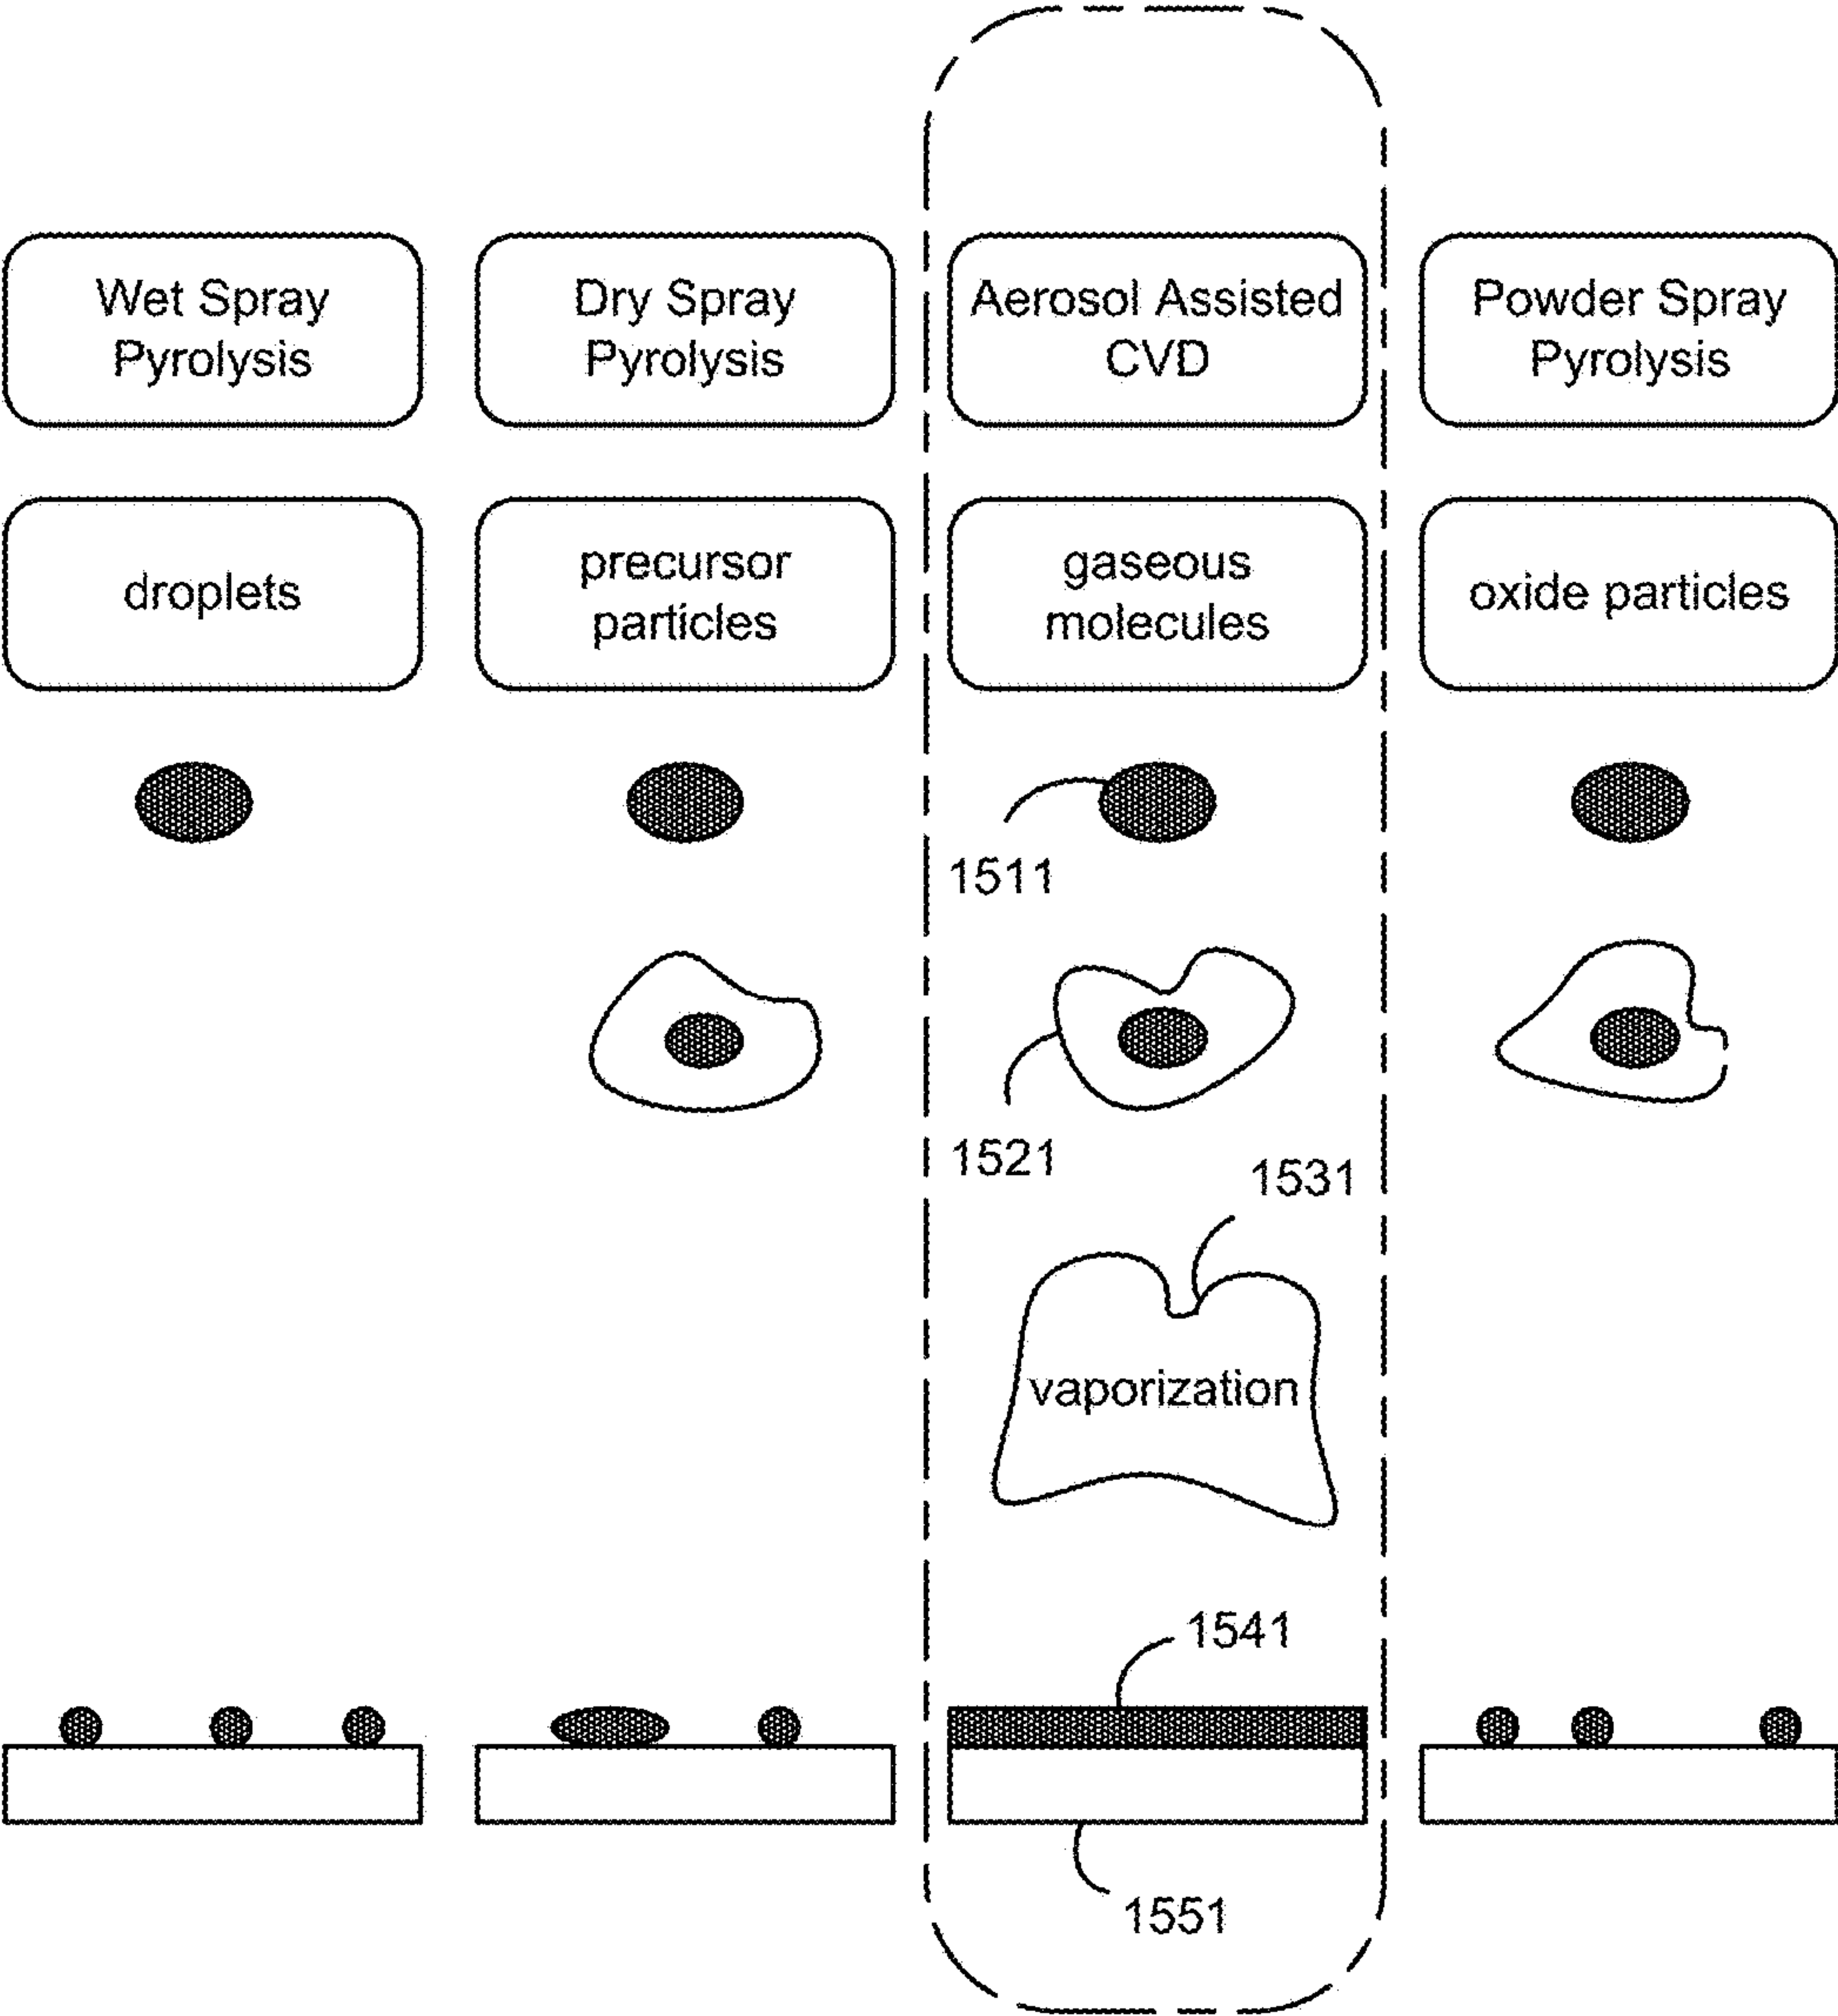 Wet Spray
Pyrolysis
Dry Spray
Pyrolysis
Aerosol Assisted
CVD
Powder Spray
Pyrolysis
droplets
precursor
particles
gaseous
molecules
oxide particles
1511
1521
1531
vaporization
1541
1551